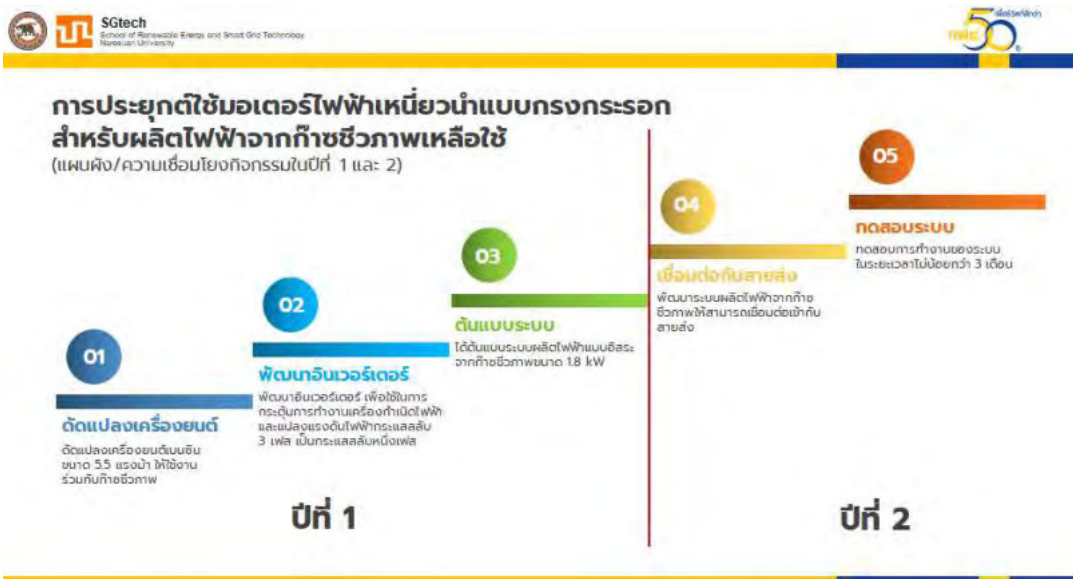 SGtech
School of Renewable Energy and Smart Grid Technology
Naresuan University
เพื่อชีวิตที่ดีกว่า
กฟผ. 50 ปี
การประยุกต์ใช้มอเตอร์ไฟฟ้าเหนี่ยวนำแบบกรงกระรอก
สำหรับผลิตไฟฟ้าจากก๊าซชีวภาพเหลือใช้
(แผนผัง/ความเชื่อมโยงกิจกรรมในปีที่ 1 และ 2)
01
ดัดแปลงเครื่องยนต์
ดัดแปลงเครื่องยนต์เบนซิน
ขนาด 5.5 แรงม้า ให้ใช้งาน
ร่วมกับก๊าซชีวภาพ
02
พัฒนาอินเวอร์เตอร์
พัฒนาอินเวอร์เตอร์ เพื่อใช้ในการ
กระตุ้นการทำงานเครื่องกำเนิดไฟฟ้า
และแปลงแรงดันไฟฟ้ากระแสสลับ
3 เฟส เป็นกระแสสลับหนึ่งเฟส
03
ต้นแบบระบบ
ได้ต้นแบบระบบผลิตไฟฟ้าแบบอิสระ
จากก๊าซชีวภาพขนาด 1.8 kW
04
เชื่อมต่อกับสายส่ง
พัฒนาระบบผลิตไฟฟ้าจากก๊าซ
ชีวภาพให้สามารถเชื่อมต่อเข้ากับ
สายส่ง
05
ทดสอบระบบ
ทดสอบการทำงานของระบบ
ในระยะเวลาไม่น้อยกว่า 3 เดือน
ปีที่ 1
ปีที่ 2